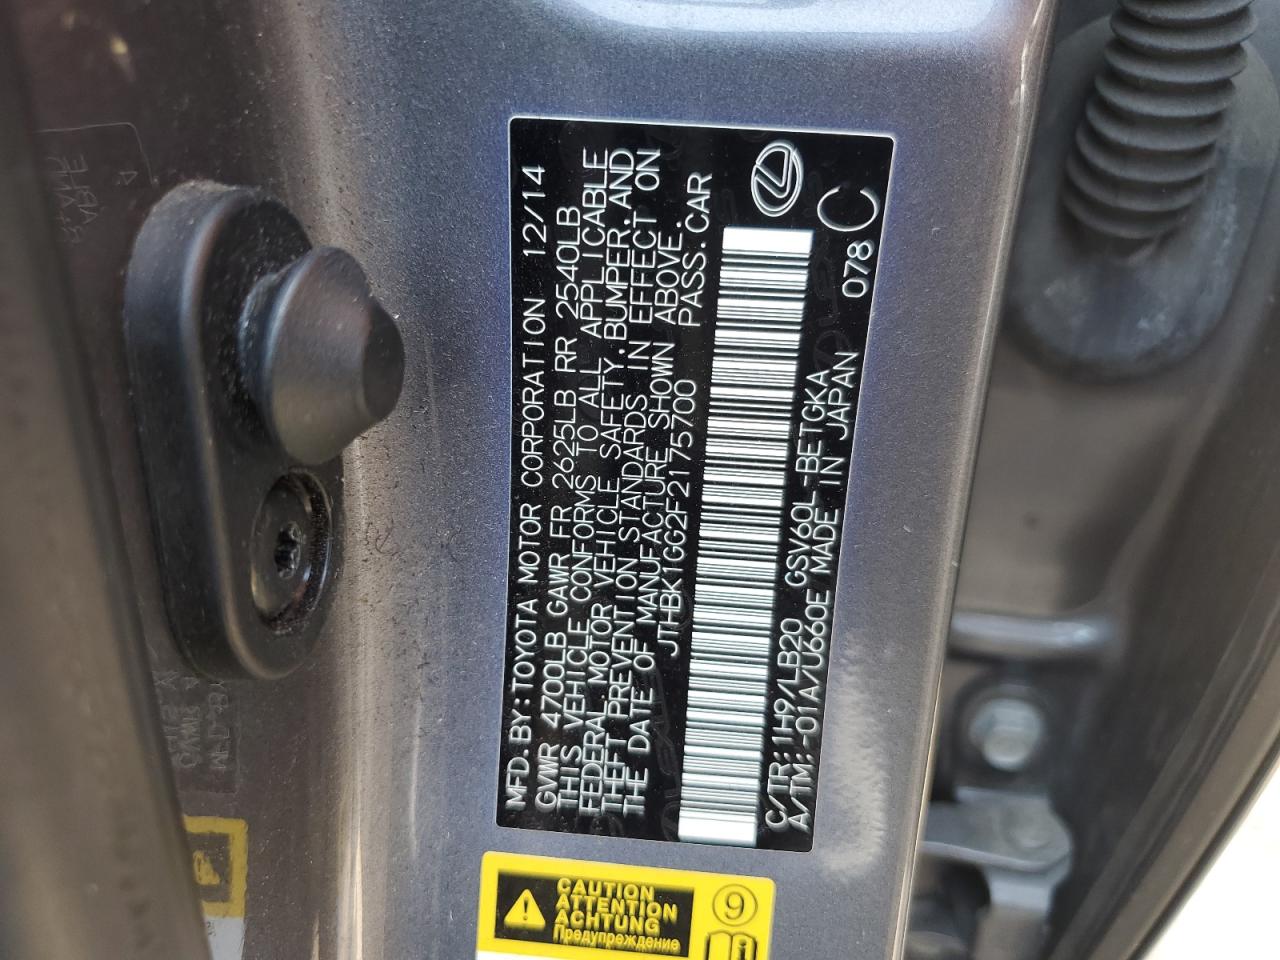 MFD. BY: TOYOTA MOTOR CORPORATION 12/14
GVWR 4700LB GAWR FR 2625LB RR 2540LB
THIS VEHICLE CONFORMS TO ALL APPLICABLE
FEDERAL MOTOR VEHICLE SAFETY, BUMPER, AND
THEFT PREVENTION STANDARDS IN EFFECT ON
THE DATE OF MANUFACTURE SHOWN ABOVE.
JTHBK1GG2F2175700 PASS. CAR
C/TR: 1H9/LB20 GSV60L-BETGKA 078 C
A/TM: -01A/U660E MADE IN JAPAN
CAUTION
ATTENTION
ACHTUNG
Предупреждение
9